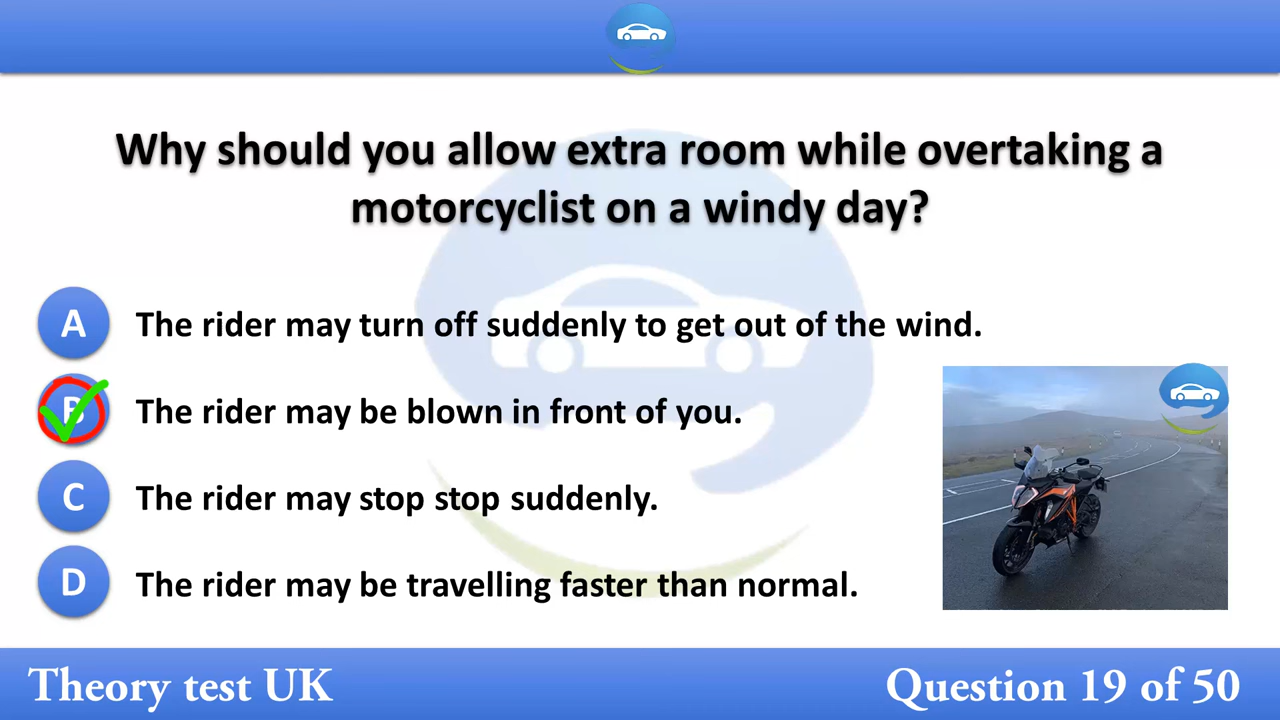 Why should you allow extra room while overtaking a
motorcyclist on a windy day?
A The rider may turn off suddenly to get out of the wind.
B The rider may be blown in front of you.
C The rider may stop stop suddenly.
D The rider may be travelling faster than normal.
Theory test UK
Question 19 of 50